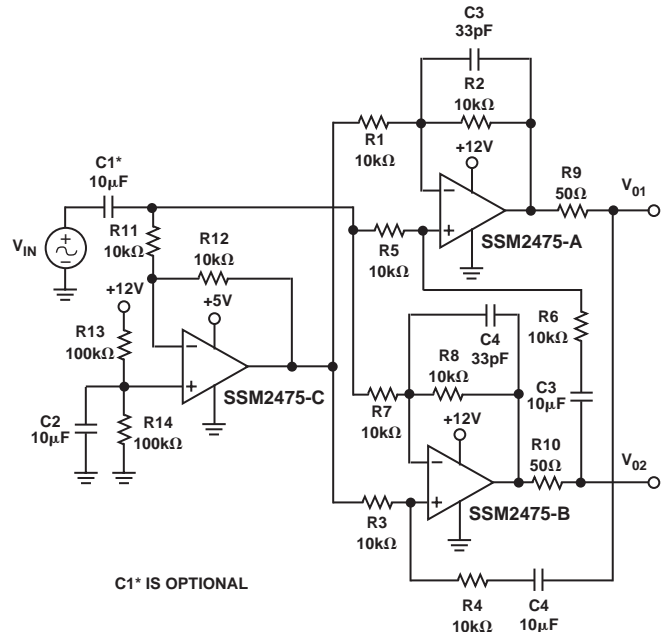 C3
33pF
R2
10kΩ
R1
10kΩ
+12V
C1*
10µF
R9
50Ω
V01
R11
10kΩ
R12
10kΩ
VIN
R5
10kΩ
SSM2475-A
+12V
+5V
R13
100kΩ
C4
33pF
R6
10kΩ
R8
10kΩ
SSM2475-C
C2
10µF
R14
100kΩ
R7
10kΩ
+12V
C3
10µF
R10
50Ω
V02
SSM2475-B
R3
10kΩ
C1* IS OPTIONAL
R4
10kΩ
C4
10µF